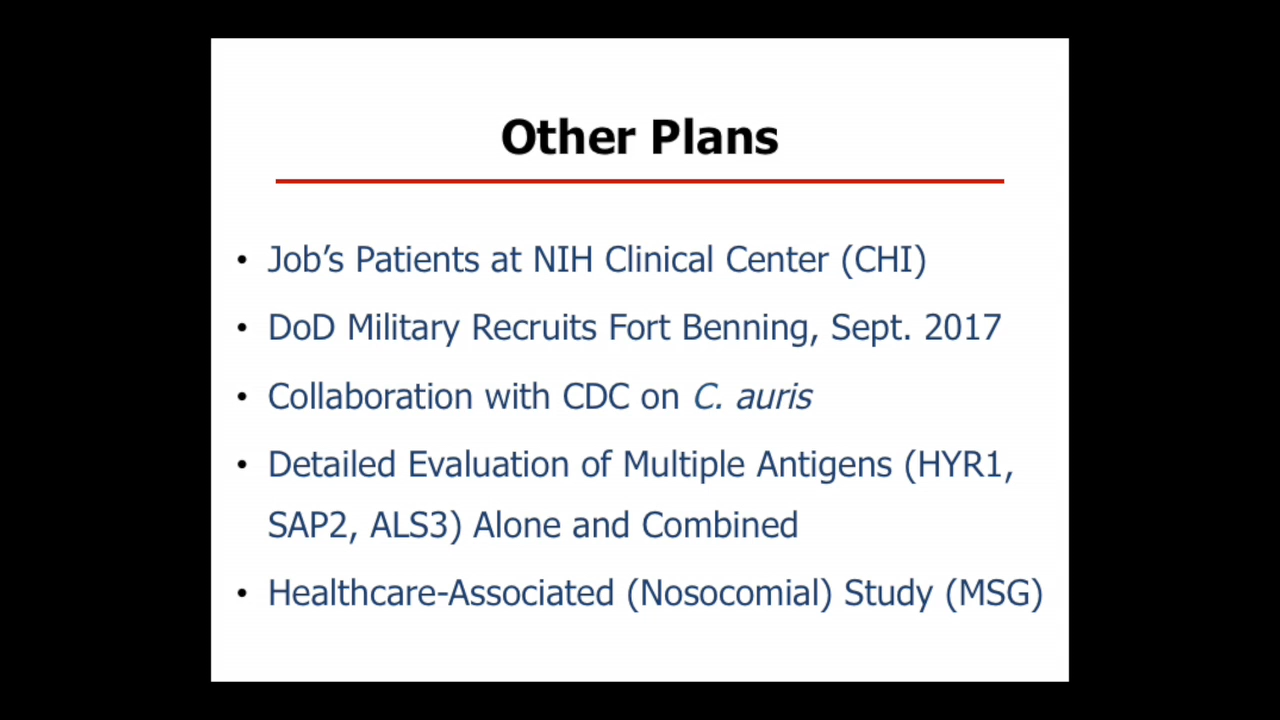 Other Plans
• Job’s Patients at NIH Clinical Center (CHI)
• DoD Military Recruits Fort Benning, Sept. 2017
• Collaboration with CDC on C. auris
• Detailed Evaluation of Multiple Antigens (HYR1,
SAP2, ALS3) Alone and Combined
• Healthcare-Associated (Nosocomial) Study (MSG)